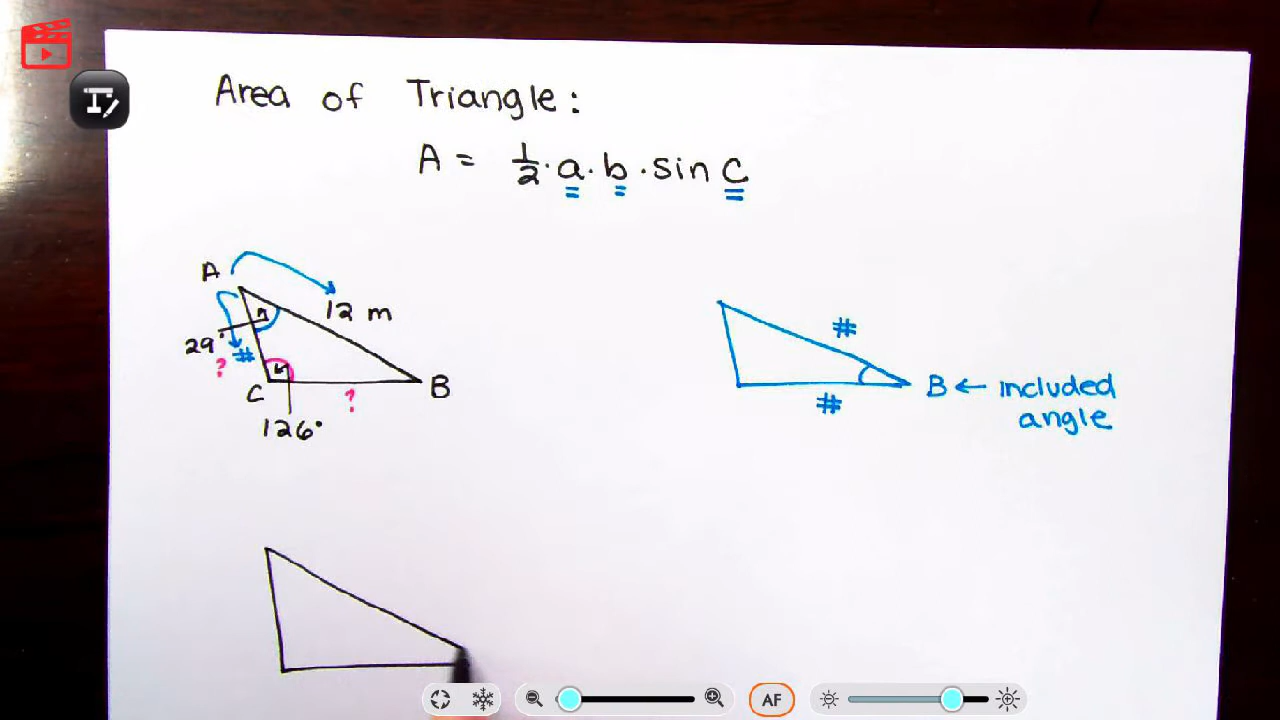 Area of Triangle:
A = 1/2 · a · b · sin C
A
12 m
29°
#
?
C
B
?
126°
#
B ← included
angle
#
AF